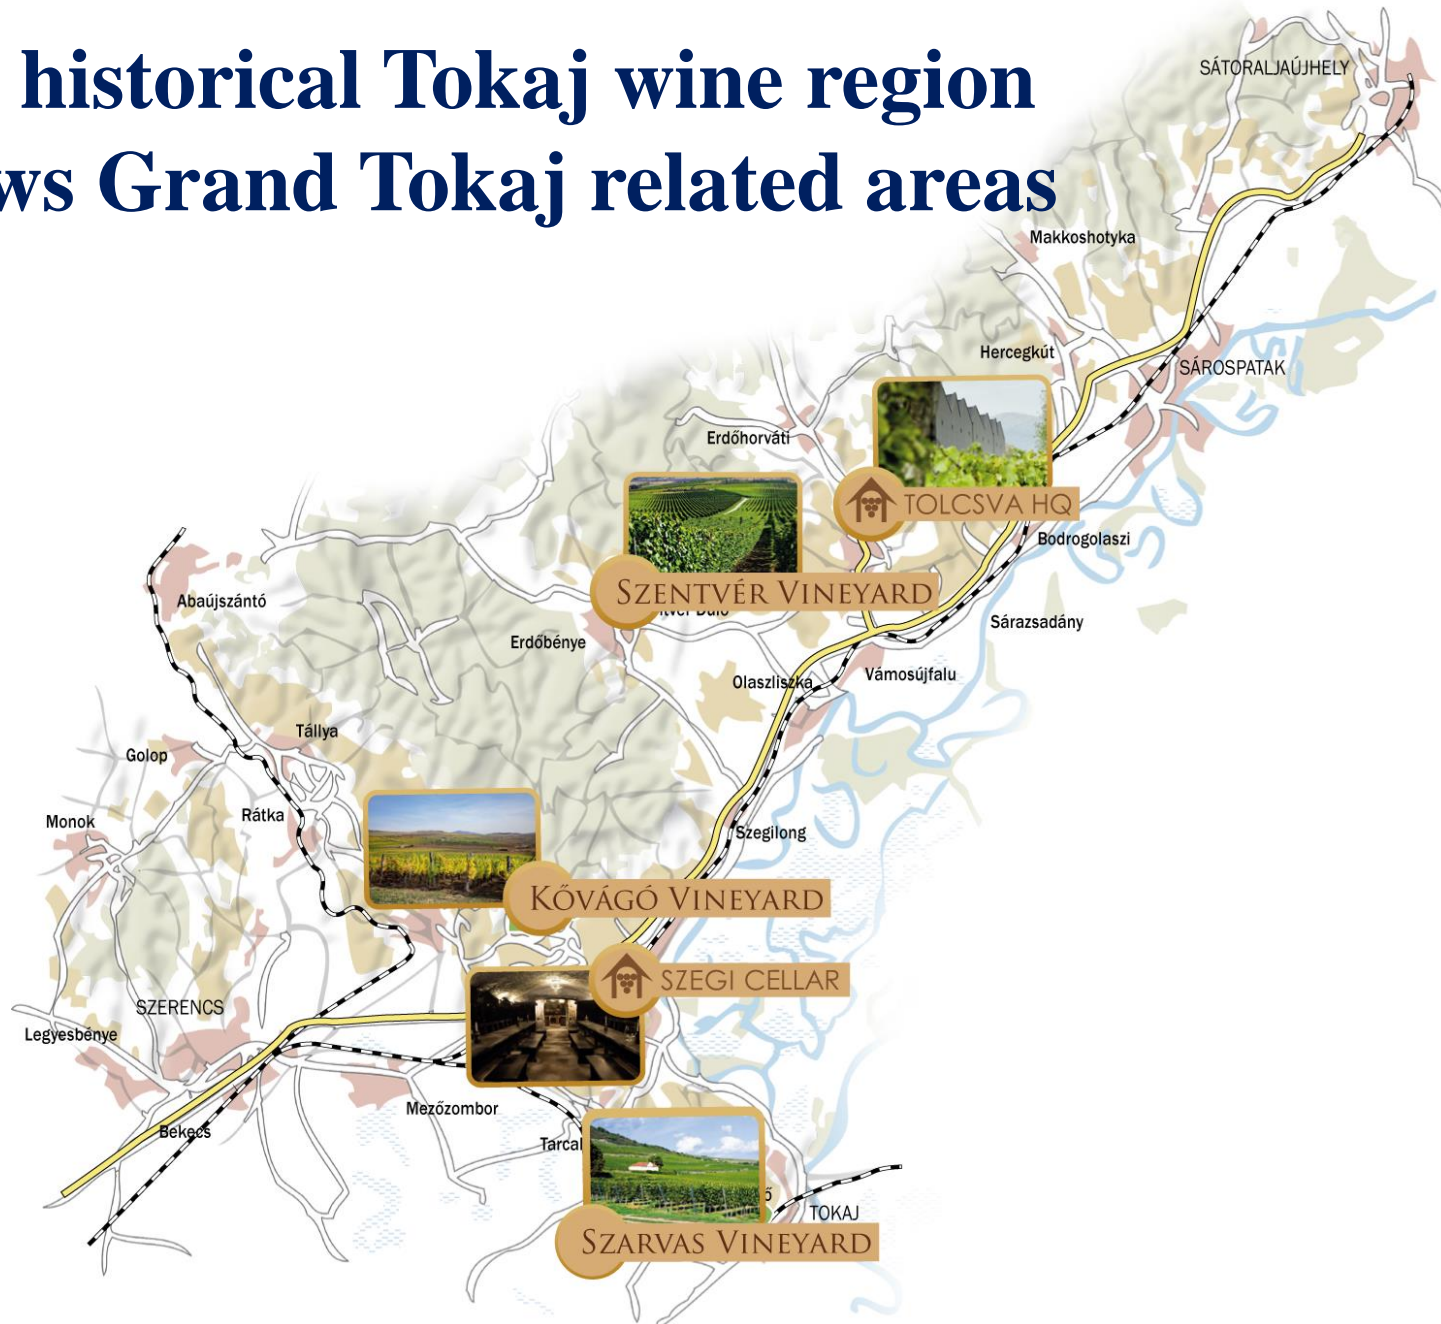 historical Tokaj wine region
ws Grand Tokaj related areas
SÁTORALJAÚJHELY
Makkoshotyka
Hercegkút
SÁROSPATAK
Erdőhorváti
TOLCSVA HQ
Bodrogolaszi
SZENTVÉR VINEYARD
Abaújszántó
Erdőbénye
Sárazsadány
Olaszliszka
Vámosújfalu
Tállya
Golop
Rátka
Monok
Szegilong
KŐVÁGÓ VINEYARD
SZEGI CELLAR
SZERENCS
Legyesbénye
Mezőzombor
Bekecs
Tarcal
TOKAJ
SZARVAS VINEYARD